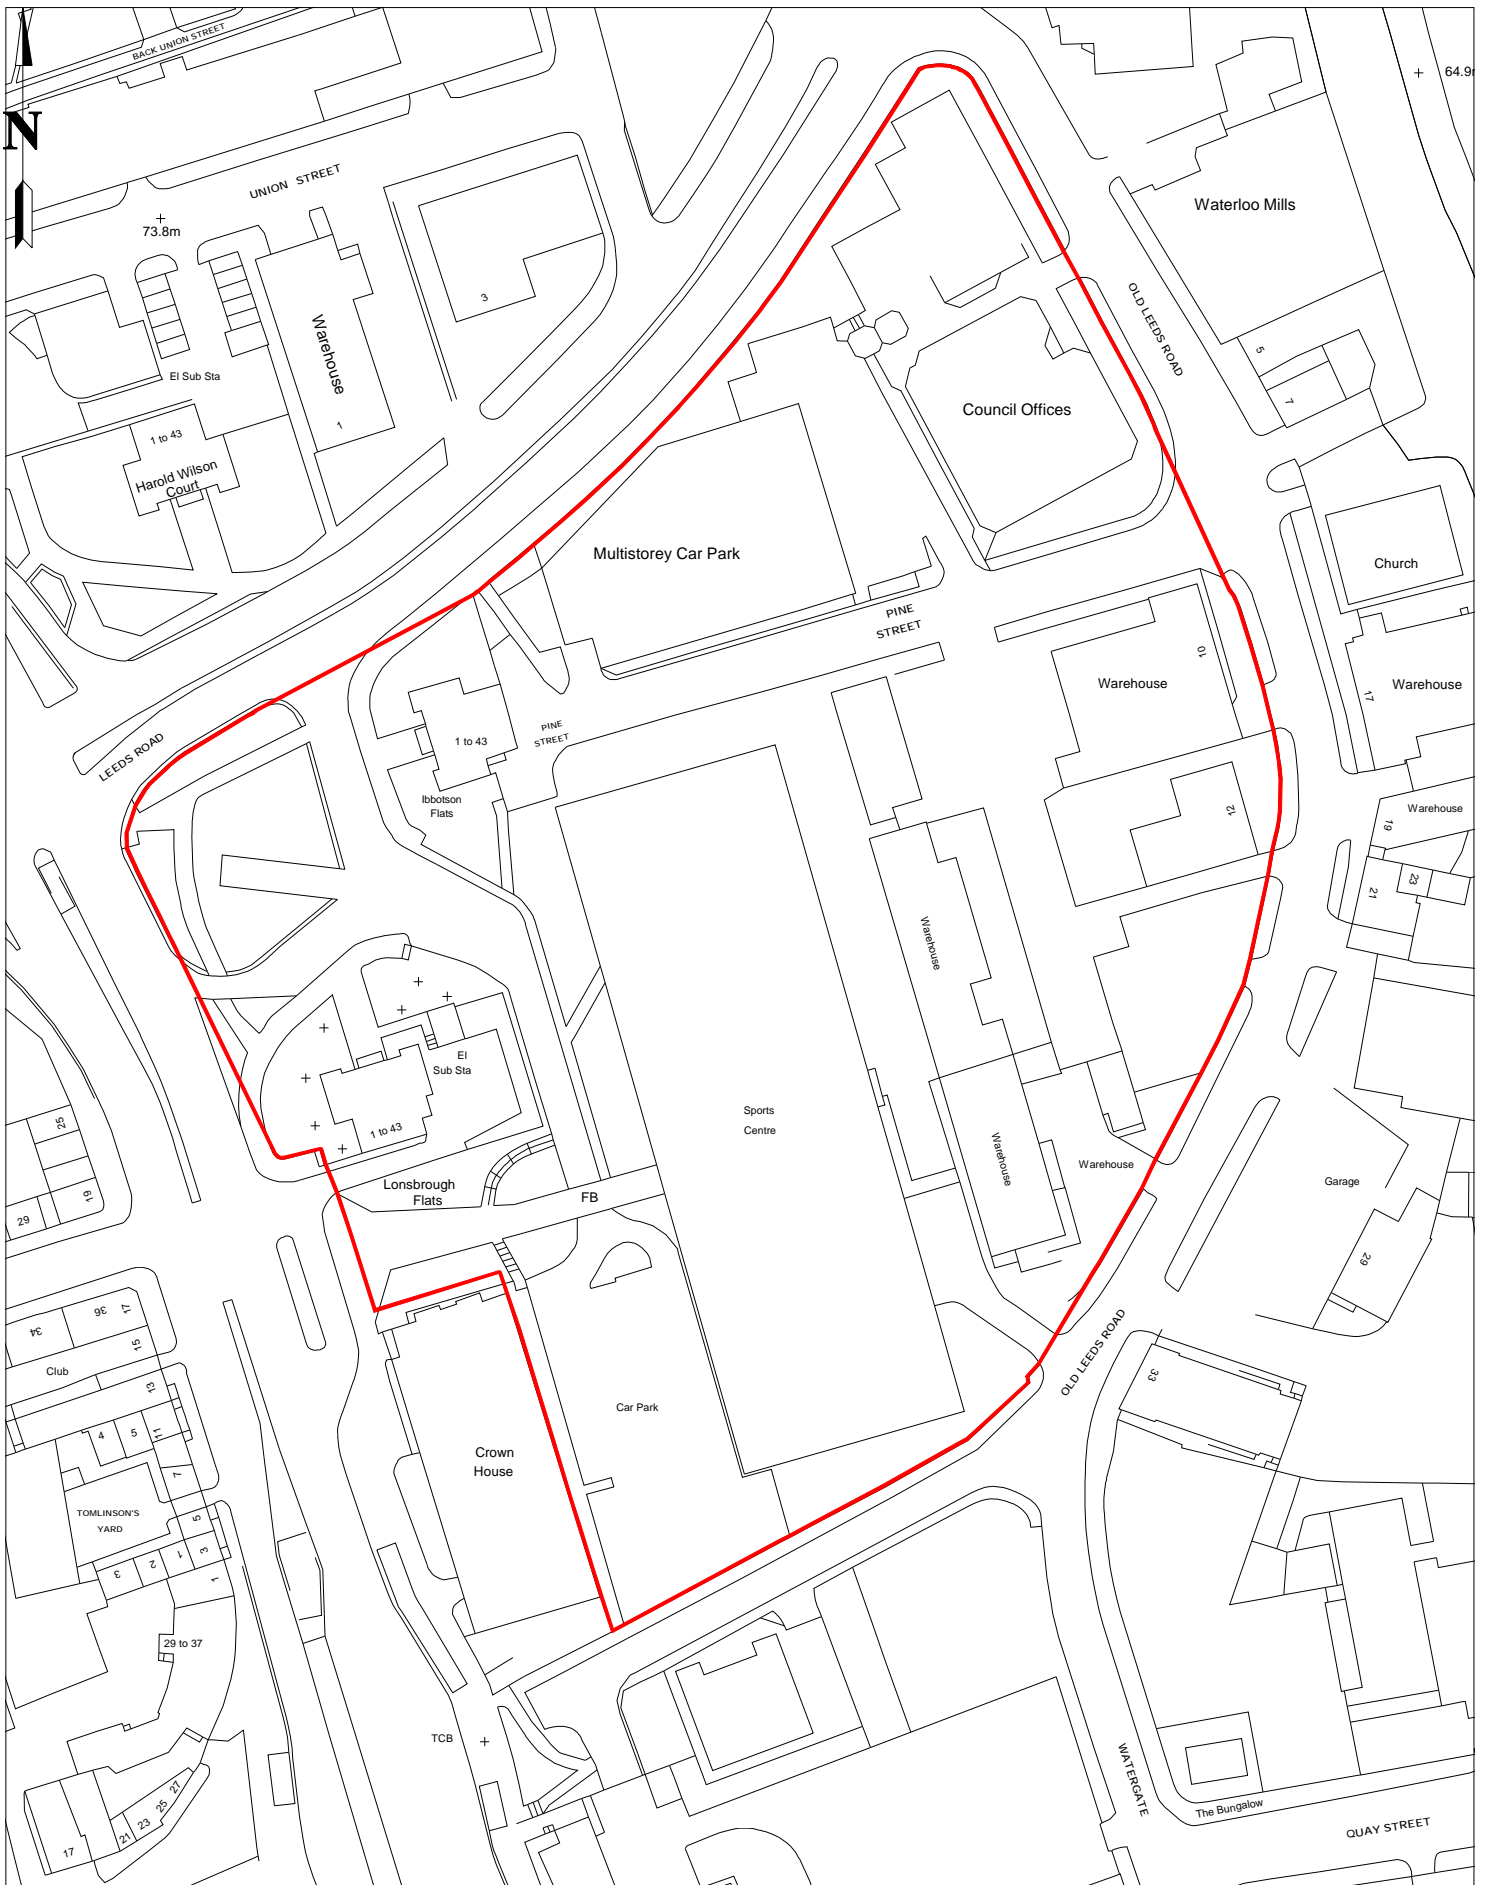 BACK UNION STREET
64.9m
N
UNION STREET
73.8m
Waterloo Mills
3
Warehouse
1
OLD LEEDS ROAD
5
7
El Sub Sta
1 to 43
Harold Wilson
Court
Council Offices
Multistorey Car Park
Church
PINE
STREET
10
Warehouse
17
Warehouse
LEEDS ROAD
1 to 43
PINE
STREET
Ibbotson
Flats
12
Warehouse
19
23
21
Warehouse
El
Sub Sta
1 to 43
Sports
Centre
25
19
29
Lonsbrough
Flats
FB
Warehouse
Warehouse
Garage
29
34
36
17
15
Club
13
11
4
5
7
OLD LEEDS ROAD
33
Car Park
Crown
House
TOMLINSON'S
YARD
5
3
1
2
3
1
29 to 37
TCB
WATERGATE
The Bungalow
QUAY STREET
17
21
23
25
27